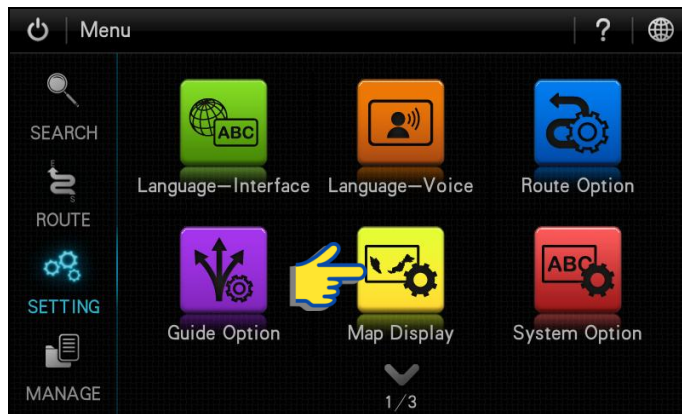 Menu
?
SEARCH
ROUTE
SETTING
MANAGE
ABC
Language—Interface
Language—Voice
Route Option
ABC
Guide Option
Map Display
System Option
1/3